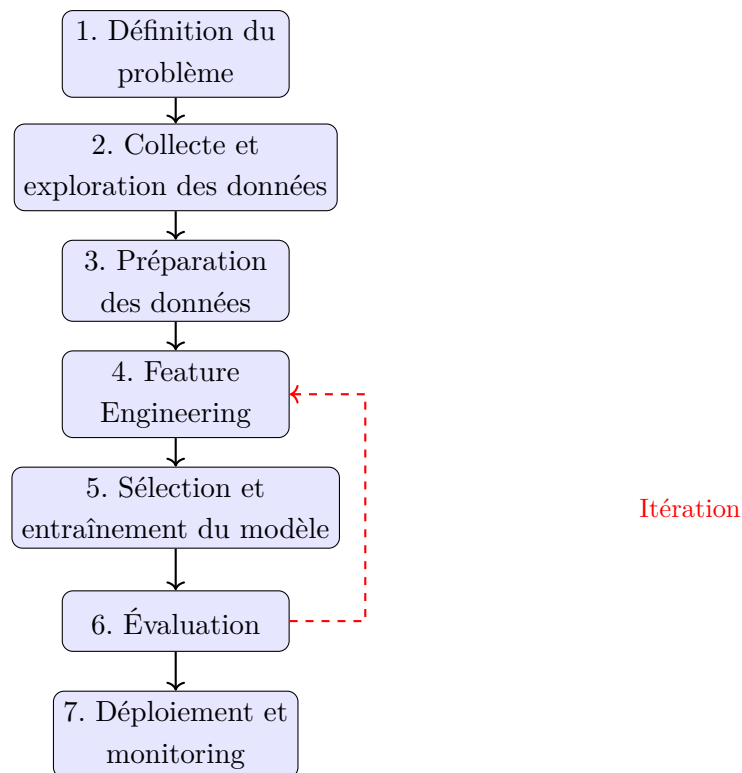 1. Définition du
problème
2. Collecte et
exploration des données
3. Préparation
des données
4. Feature
Engineering
5. Sélection et
entraînement du modèle
Itération
6. Évaluation
7. Déploiement et
monitoring